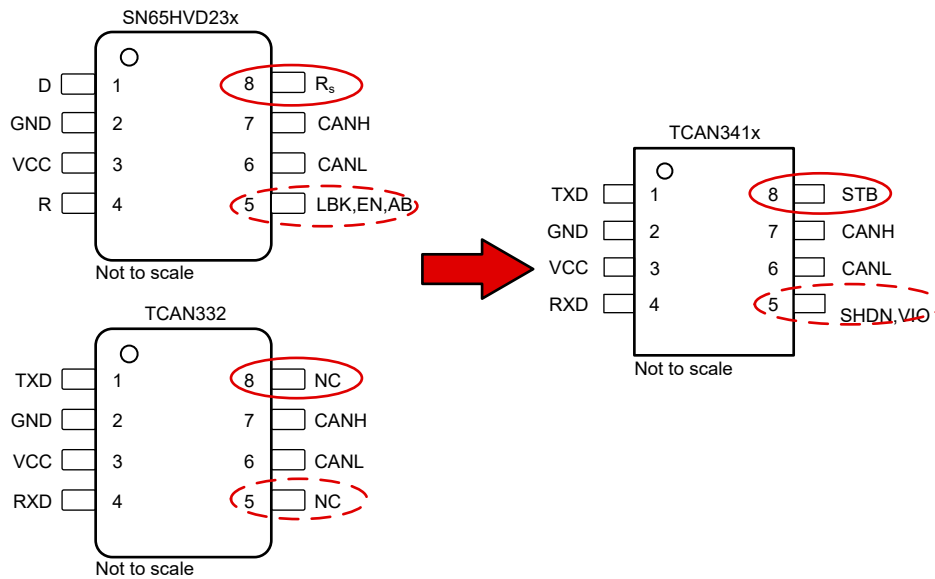 SN65HVD23x
D 1 8 Rs
GND 2 7 CANH
VCC 3 6 CANL
R 4 5 LBK,EN,AB
Not to scale
TCAN332
TXD 1 8 NC
GND 2 7 CANH
VCC 3 6 CANL
RXD 4 5 NC
Not to scale
TCAN341x
TXD 1 8 STB
GND 2 7 CANH
VCC 3 6 CANL
RXD 4 5 SHDN,VIO
Not to scale